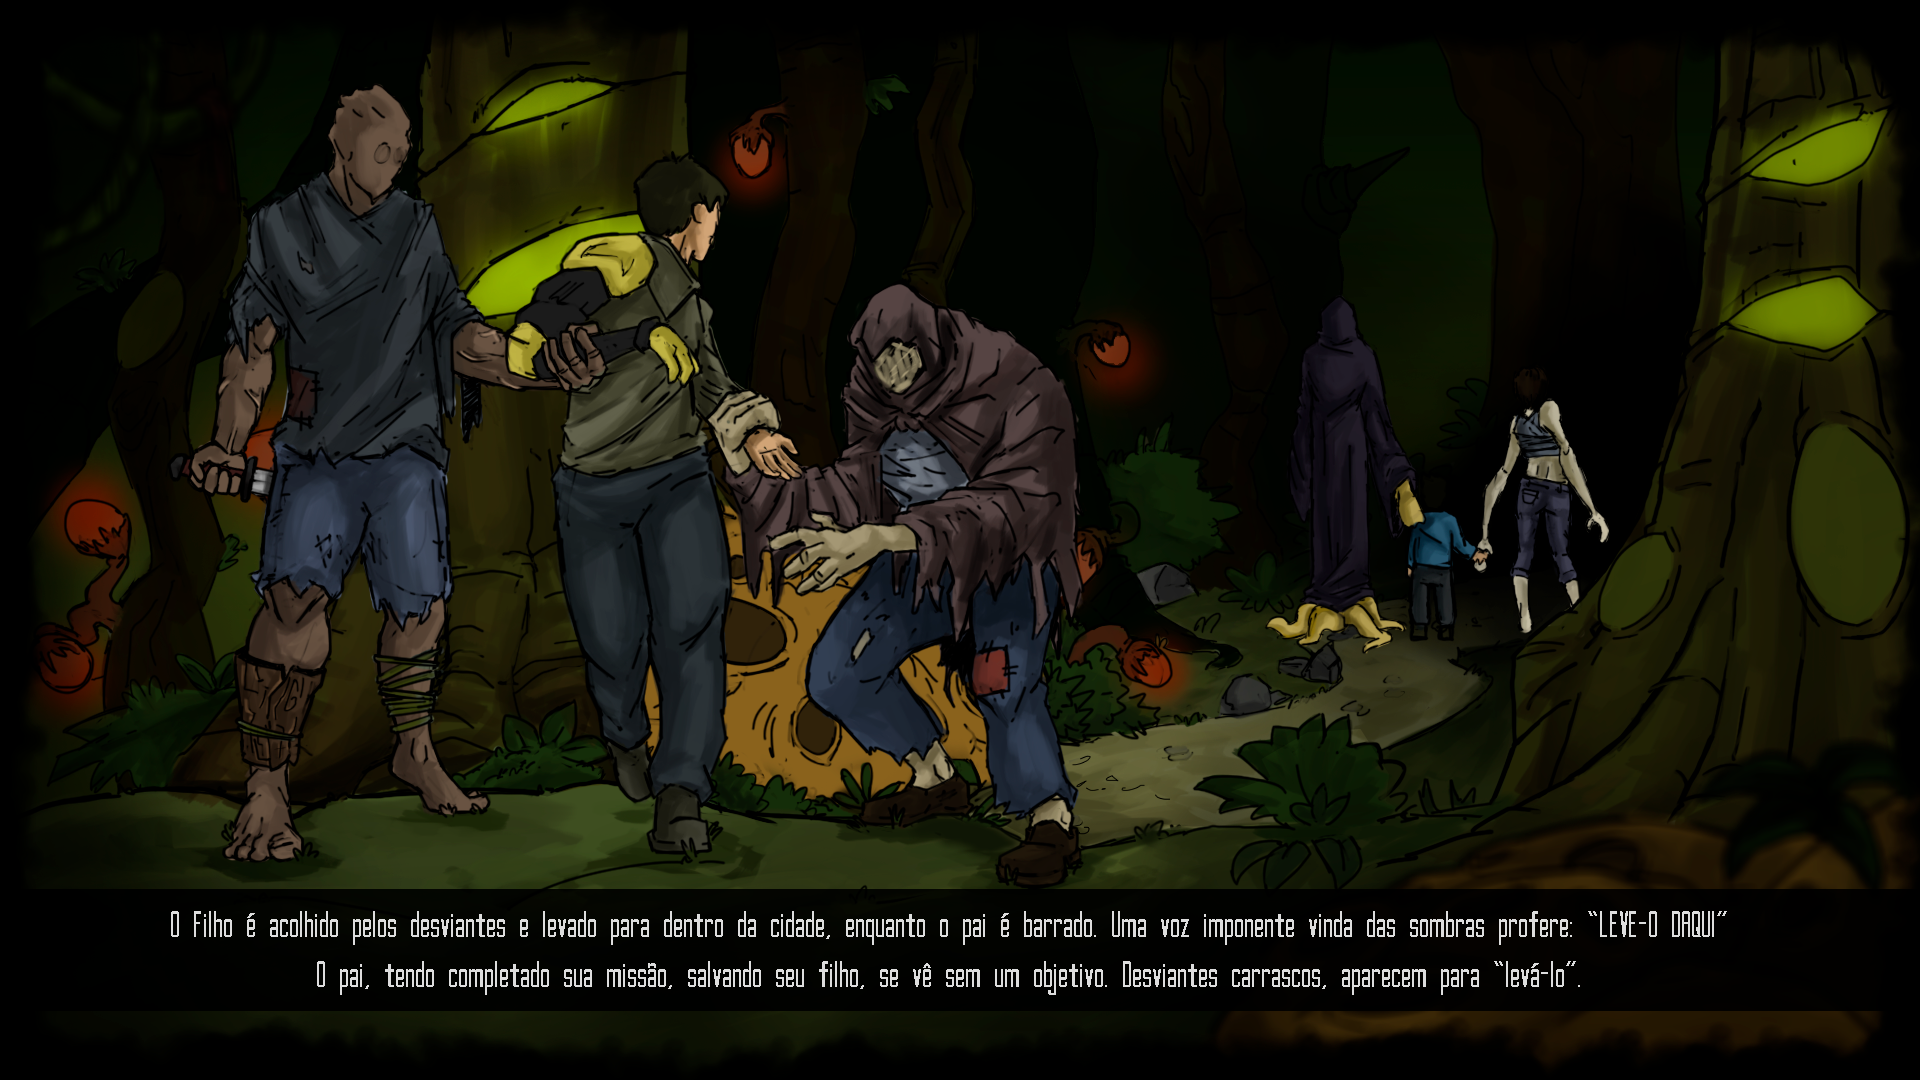 O Filho é acolhido pelos desviantes e levado para dentro da cidade, enquanto o pai é barrado. Uma voz imponente vinda das sombras profere: “LEVE-O DAQUI”
O pai, tendo completado sua missão, salvando seu filho, se vê sem um objetivo. Desviantes carrascos, aparecem para “levá-lo”.